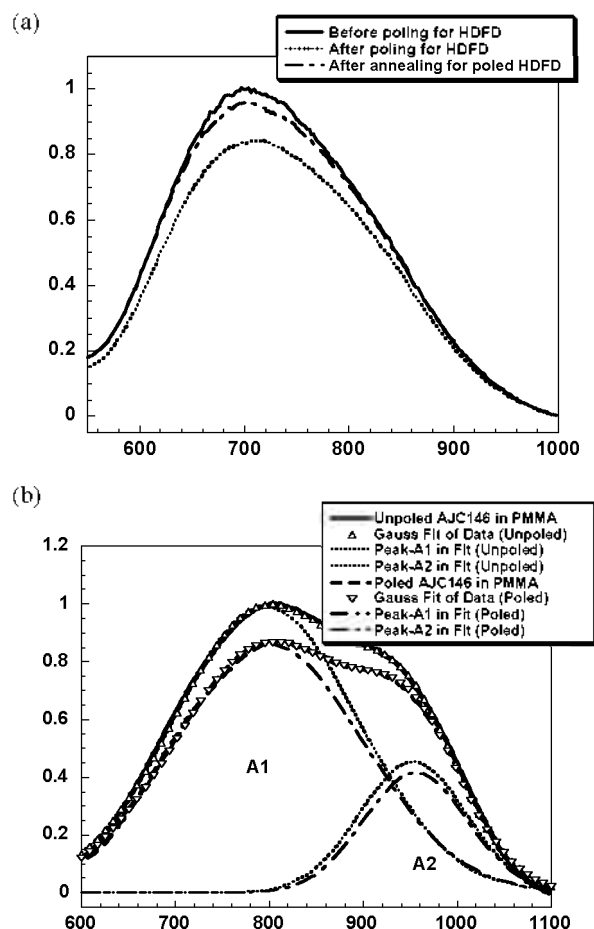 (a)
Before poling for HDFD
After poling for HDFD
After annealing for poled HDFD
1
0.8
0.6
0.4
0.2
0
600 700 800 900 1000
(b)
Unpoled AJC146 in PMMA
Gauss Fit of Data (Unpoled)
Peak-A1 in Fit (Unpoled)
Peak-A2 in Fit (Unpoled)
Poled AJC146 in PMMA
Gauss Fit of Data (Poled)
Peak-A1 in Fit (Poled)
Peak-A2 in Fit (Poled)
1.2
1
0.8
0.6
0.4
0.2
0
A1
A2
600 700 800 900 1000 1100